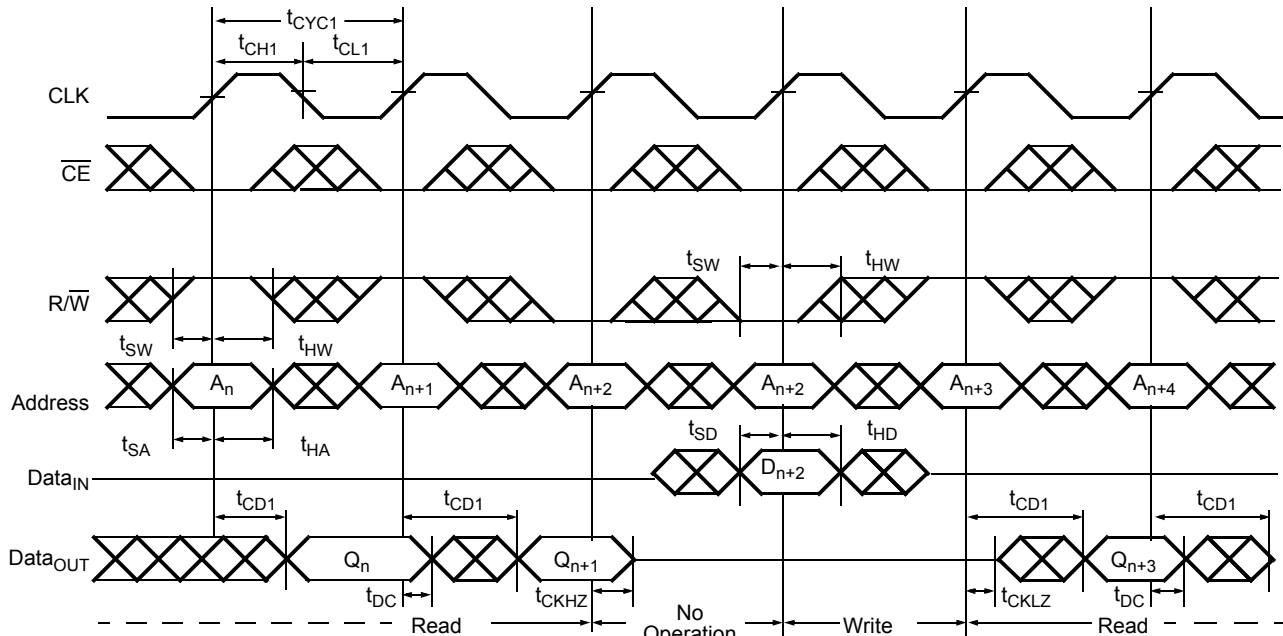 tCYC1
tCH1 tCL1
CLK
CE
tSW tHW
R/W
tSW tHW
An An+1 An+2 An+2 An+3 An+4
Address
tSA tHA tSD tHD
DataIN Dn+2
tCD1 tCD1 tCD1 tCD1
DataOUT Qn Qn+1 Qn+3
tDC tCKHZ tCKLZ tDC
Read No Operation Write Read